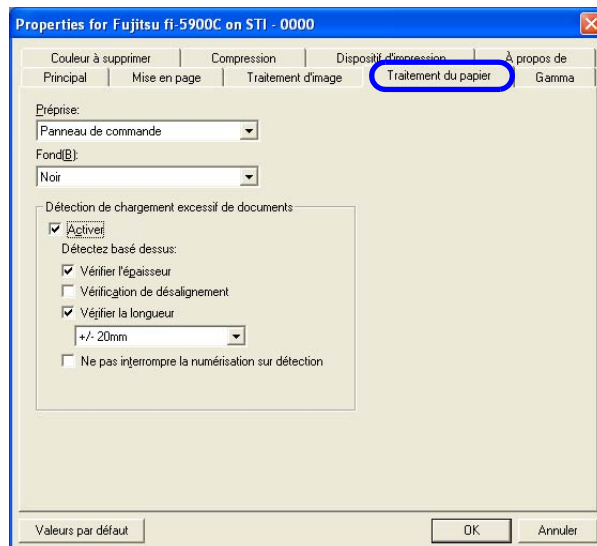 Properties for Fujitsu fi-5900C on STI - 0000
Couleur à supprimer Compression Dispositif d'impression À propos de
Principal Mise en page Traitement d'image Traitement du papier Gamma
Préprise:
Panneau de commande
Fond(B):
Noir
Détection de chargement excessif de documents
Activer
Détectez basé dessus:
Vérifier l'épaisseur
Vérification de désalignement
Vérifier la longueur
+/- 20mm
Ne pas interrompre la numérisation sur détection
Valeurs par défaut OK Annuler